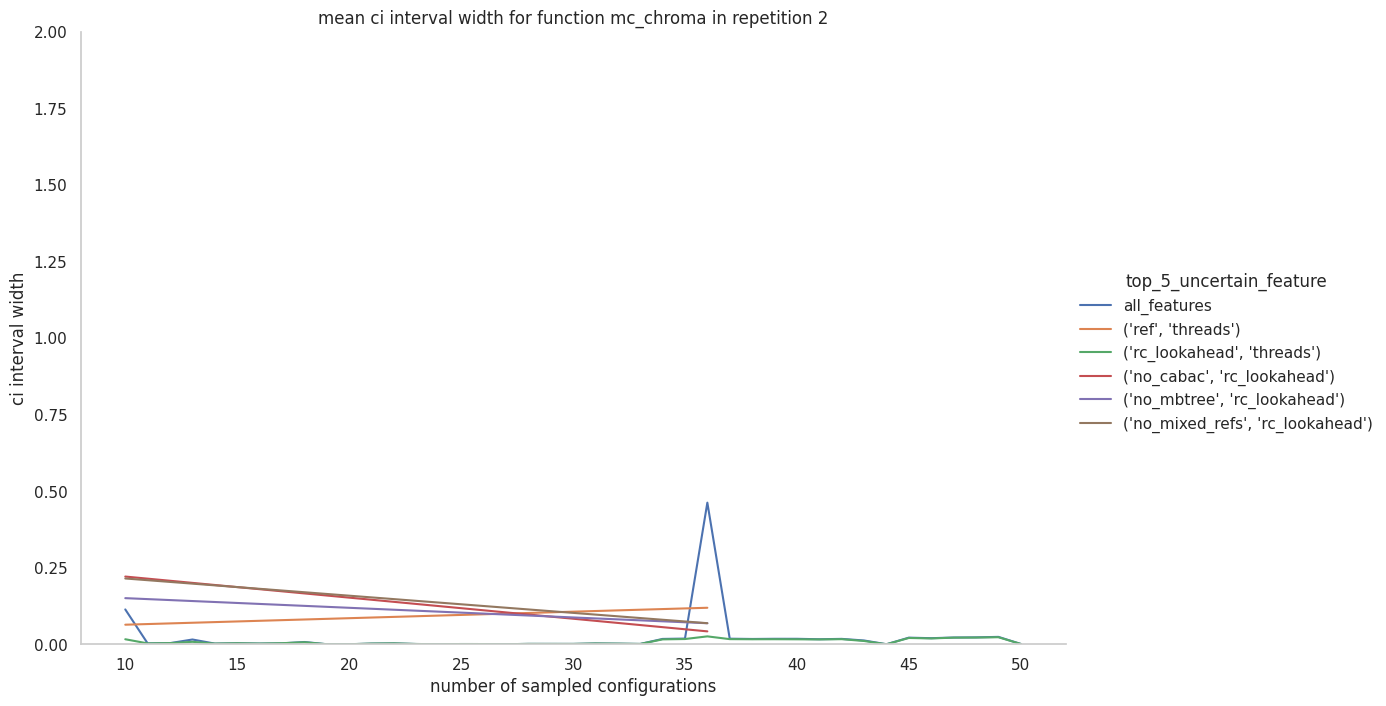 mean ci interval width for function mc_chroma in repetition 2
2.00
1.75
1.50
1.25
1.00
0.75
0.50
0.25
0.00
ci interval width
10 15 20 25 30 35 40 45 50
number of sampled configurations
top_5_uncertain_feature
all_features
('ref', 'threads')
('rc_lookahead', 'threads')
('no_cabac', 'rc_lookahead')
('no_mbtree', 'rc_lookahead')
('no_mixed_refs', 'rc_lookahead')